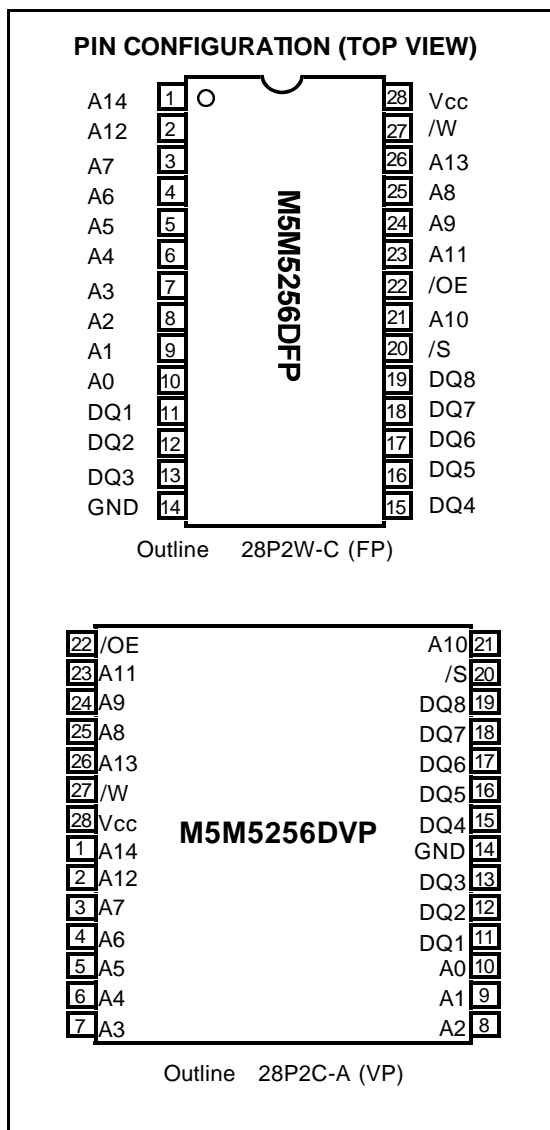 PIN CONFIGURATION (TOP VIEW)
A14 1 28 Vcc
A12 2 27 /W
A7 3 26 A13
A6 4 25 A8
A5 5 24 A9
A4 6 23 A11
A3 7 22 /OE
A2 8 21 A10
A1 9 20 /S
A0 10 19 DQ8
DQ1 11 18 DQ7
DQ2 12 17 DQ6
DQ3 13 16 DQ5
GND 14 15 DQ4
M5M5256DFP
Outline 28P2W-C (FP)
22 /OE A10 21
23 A11 /S 20
24 A9 DQ8 19
25 A8 DQ7 18
26 A13 DQ6 17
27 /W DQ5 16
28 Vcc DQ4 15
1 A14 GND 14
2 A12 DQ3 13
3 A7 DQ2 12
4 A6 DQ1 11
5 A5 A0 10
6 A4 A1 9
7 A3 A2 8
M5M5256DVP
Outline 28P2C-A (VP)